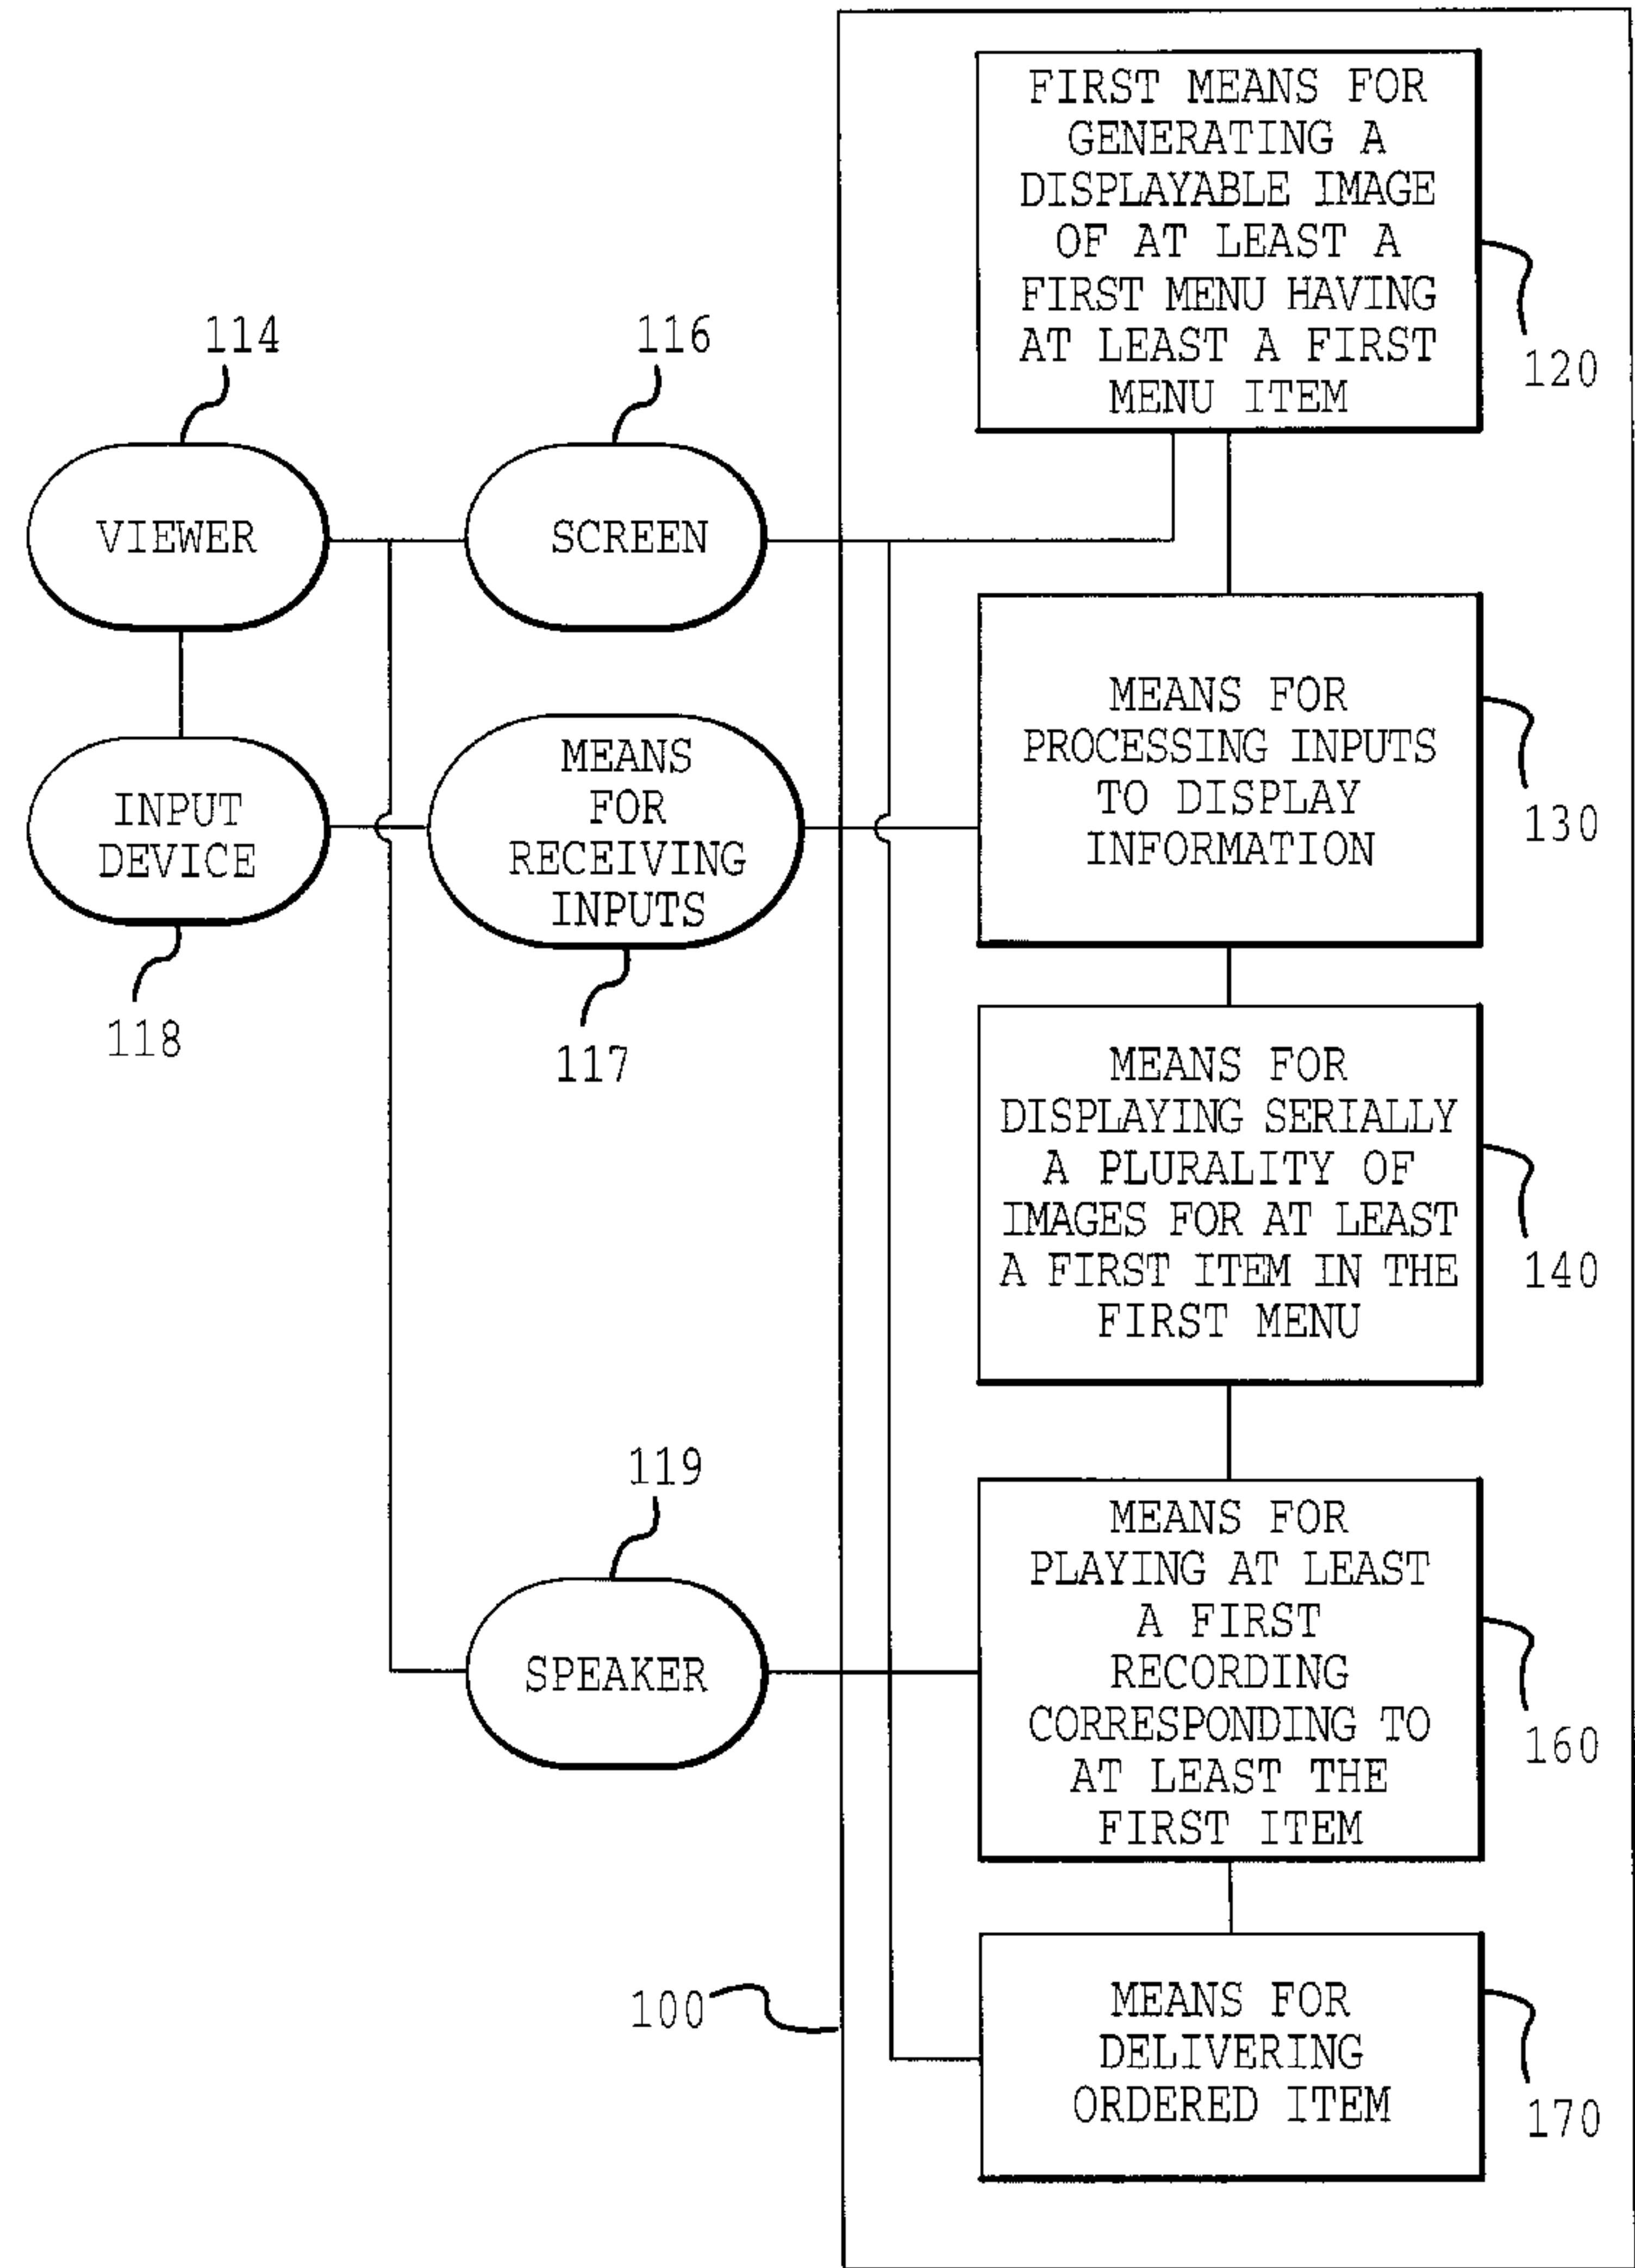 FIRST MEANS FOR
GENERATING A
DISPLAYABLE IMAGE
OF AT LEAST A
FIRST MENU HAVING
AT LEAST A FIRST
MENU ITEM
120
114
116
VIEWER
SCREEN
MEANS FOR
PROCESSING INPUTS
TO DISPLAY
INFORMATION
130
INPUT
DEVICE
MEANS
FOR
RECEIVING
INPUTS
118
117
MEANS FOR
DISPLAYING SERIALLY
A PLURALITY OF
IMAGES FOR AT LEAST
A FIRST ITEM IN THE
FIRST MENU
140
119
SPEAKER
MEANS FOR
PLAYING AT LEAST
A FIRST
RECORDING
CORRESPONDING TO
AT LEAST THE
FIRST ITEM
160
100
MEANS FOR
DELIVERING
ORDERED ITEM
170